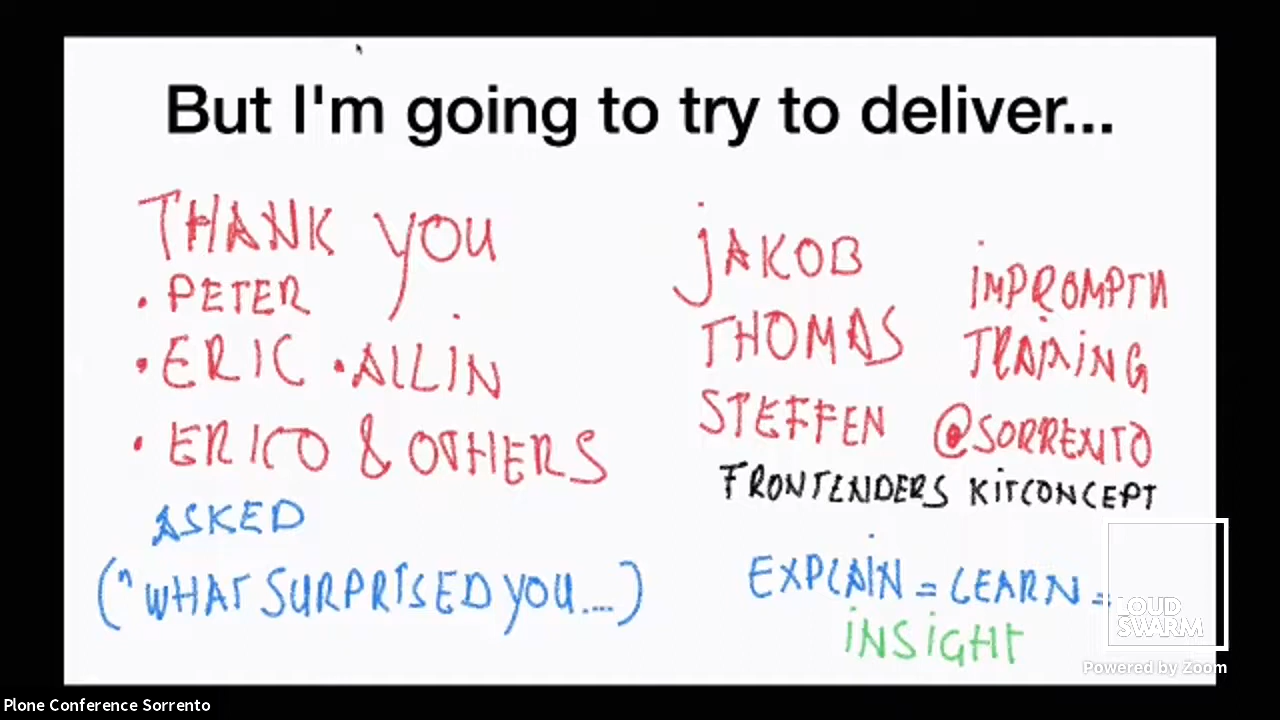 But I'm going to try to deliver...
THANK YOU
• PETER
• ERIC • ALLIN
• ERICO & OTHERS
ASKED
("WHAT SURPRISED YOU....)
JAKOB
THOMAS
STEFFEN
IMPROMPTU
TRAINING
@SORRENTO
FRONTENDERS KITCONCEPT
EXPLAIN = LEARN =
INSIGHT
LOUD
SWARM
Powered by Zoom
Plone Conference Sorrento